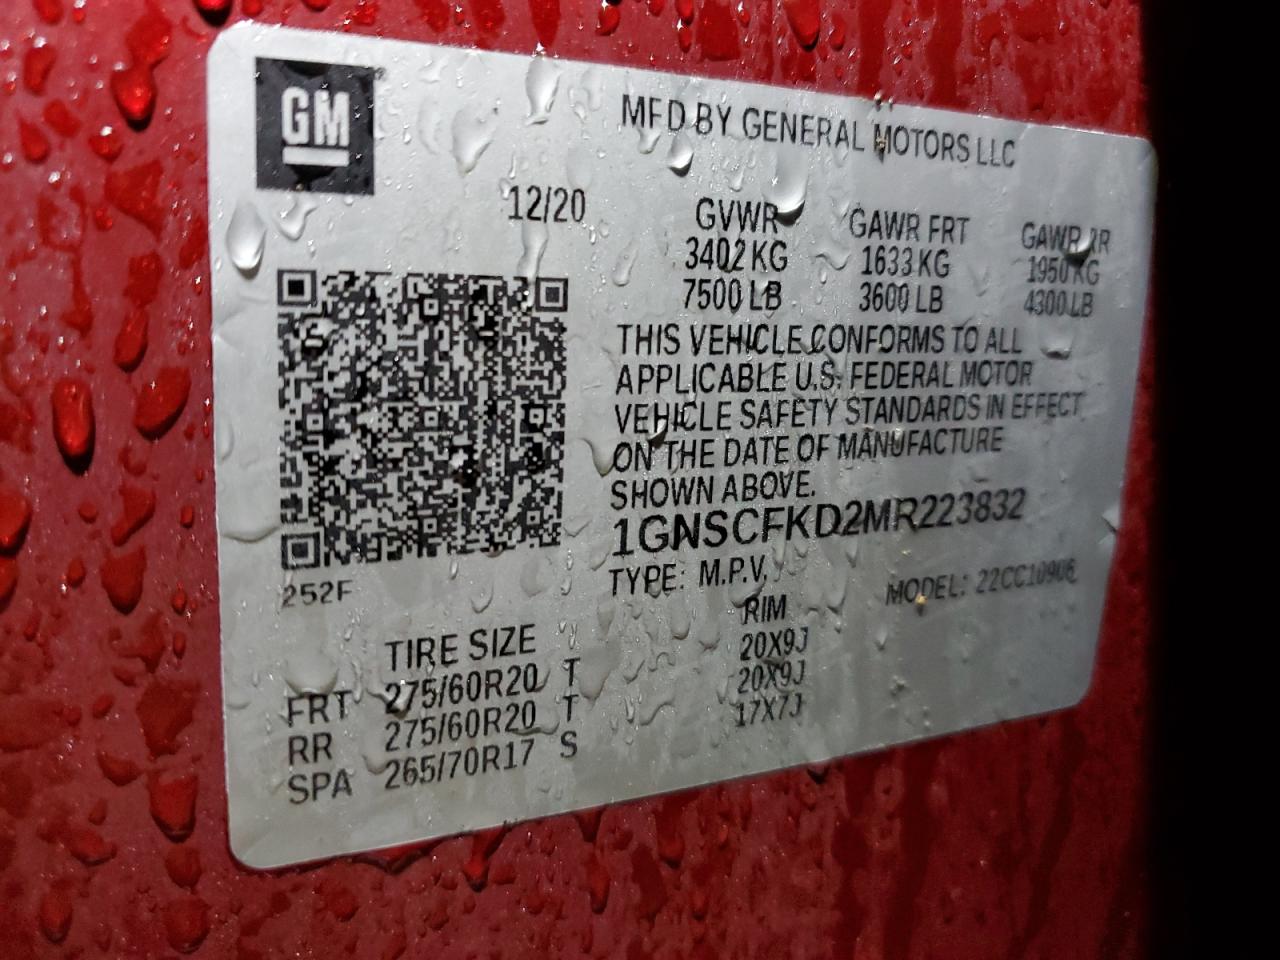 GM
MFD BY GENERAL MOTORS LLC
12/20
GVWR GAWR FRT GAWR RR
3402 KG 1633 KG 1950 KG
7500 LB 3600 LB 4300 LB
THIS VEHICLE CONFORMS TO ALL
APPLICABLE U.S. FEDERAL MOTOR
VEHICLE SAFETY STANDARDS IN EFFECT
ON THE DATE OF MANUFACTURE
SHOWN ABOVE.
1GNSCFKD2MR223832
TYPE: M.P.V. MODEL: 22CC10906
252F
TIRE SIZE RIM
FRT 275/60R20 T 20X9J
RR 275/60R20 T 20X9J
SPA 265/70R17 S 17X7J